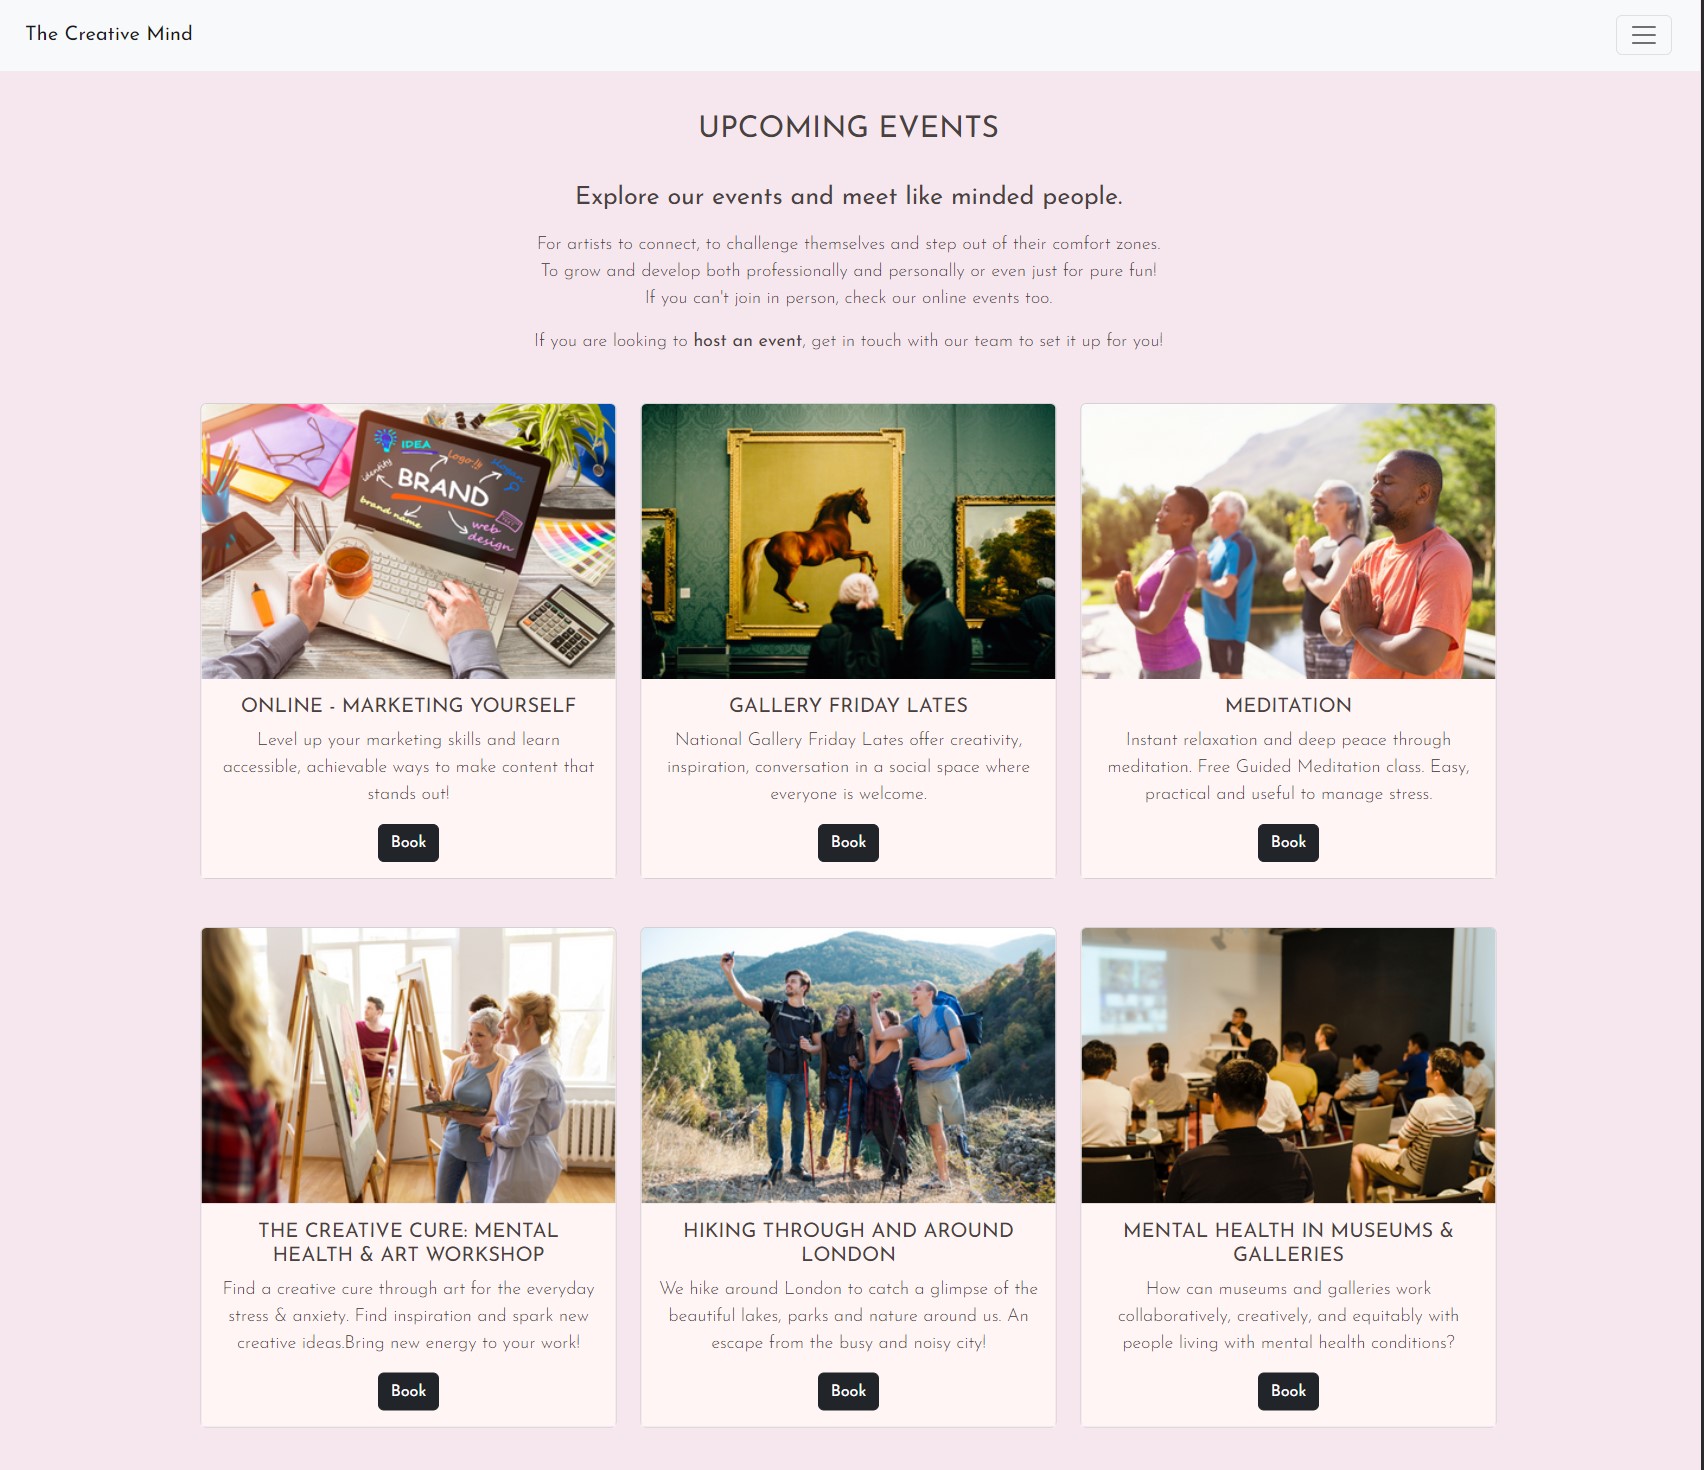 The Creative Mind
UPCOMING EVENTS
Explore our events and meet like minded people.
For artists to connect, to challenge themselves and step out of their comfort zones.
To grow and develop both professionally and personally or even just for pure fun!
If you can't join in person, check our online events too.
If you are looking to host an event, get in touch with our team to set it up for you!
IDEA
identity
Logo
slogan
BRAND
brand name
web
design
ONLINE - MARKETING YOURSELF
Level up your marketing skills and learn
accessible, achievable ways to make content that
stands out!
Book
GALLERY FRIDAY LATES
National Gallery Friday Lates offer creativity,
inspiration, conversation in a social space where
everyone is welcome.
Book
MEDITATION
Instant relaxation and deep peace through
meditation. Free Guided Meditation class. Easy,
practical and useful to manage stress.
Book
THE CREATIVE CURE: MENTAL
HEALTH & ART WORKSHOP
Find a creative cure through art for the everyday
stress & anxiety. Find inspiration and spark new
creative ideas.Bring new energy to your work!
Book
HIKING THROUGH AND AROUND
LONDON
We hike around London to catch a glimpse of the
beautiful lakes, parks and nature around us. An
escape from the busy and noisy city!
Book
MENTAL HEALTH IN MUSEUMS &
GALLERIES
How can museums and galleries work
collaboratively, creatively, and equitably with
people living with mental health conditions?
Book